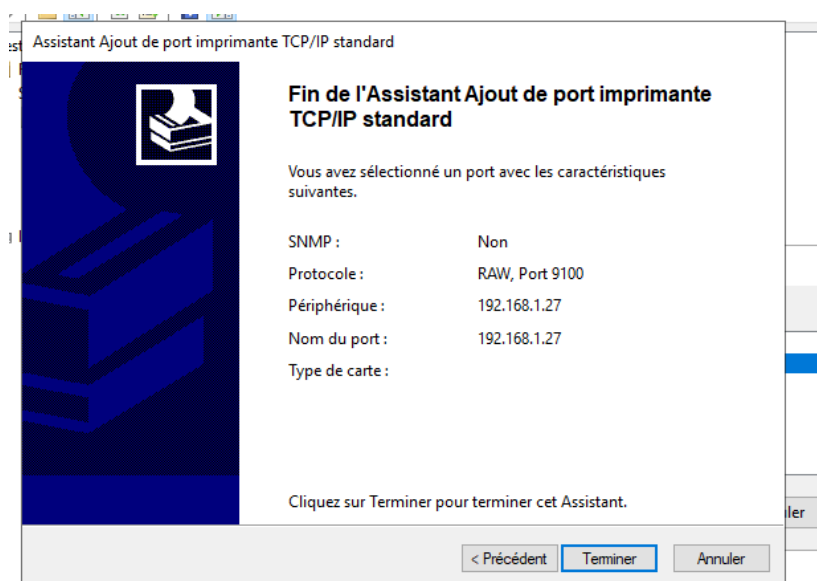 Assistant Ajout de port imprimante TCP/IP standard
Fin de l'Assistant Ajout de port imprimante
TCP/IP standard
Vous avez sélectionné un port avec les caractéristiques
suivantes.
SNMP : Non
Protocole : RAW, Port 9100
Périphérique : 192.168.1.27
Nom du port : 192.168.1.27
Type de carte :
Cliquez sur Terminer pour terminer cet Assistant.
< Précédent Terminer Annuler